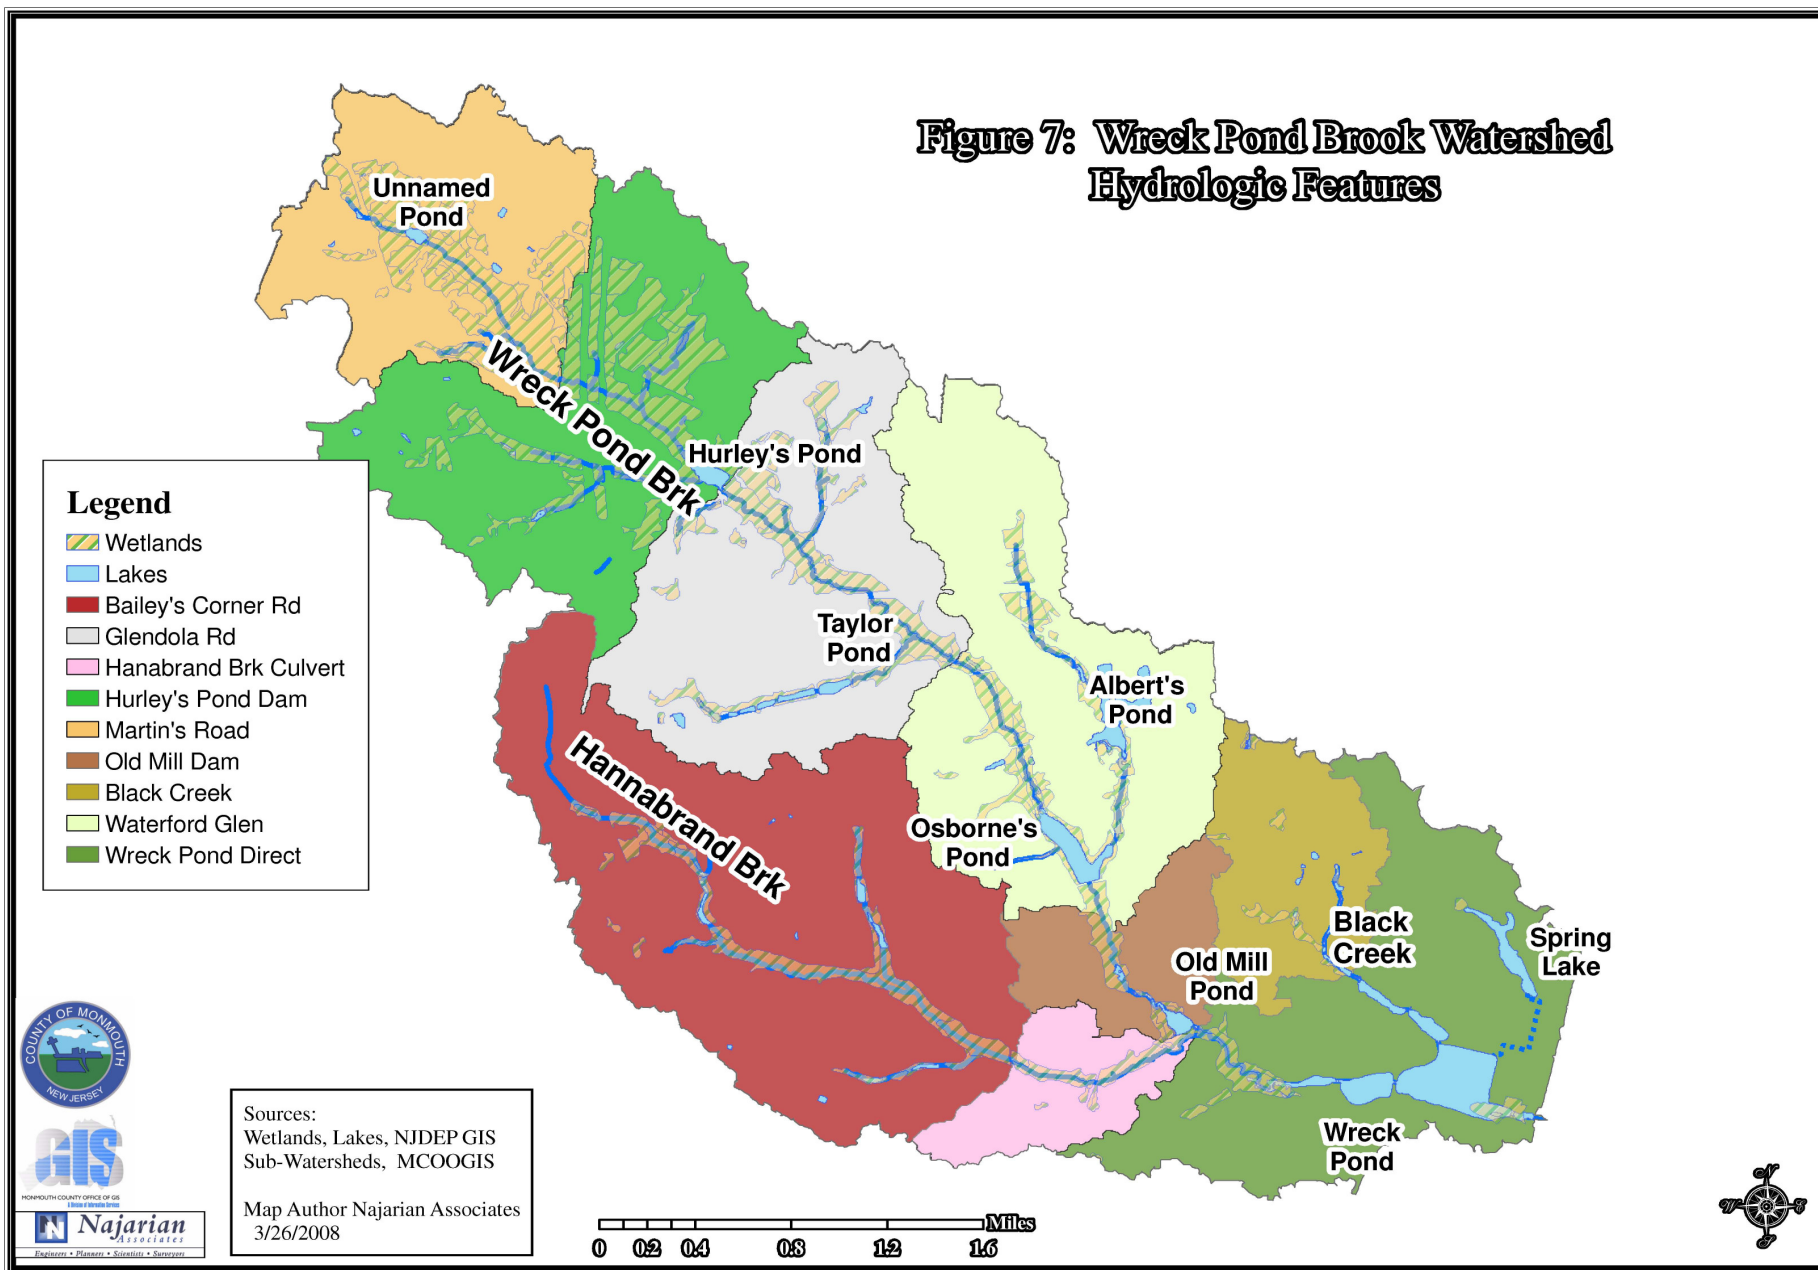 Figure 7: Wreck Pond Brook Watershed
Hydrologic Features
Unnamed
Pond
Wreck Pond Brk
Hurley's Pond
Taylor
Pond
Albert's
Pond
Hannabrand Brk
Osborne's
Pond
Black
Creek
Spring
Lake
Old Mill
Pond
Wreck
Pond
Legend
Wetlands
Lakes
Bailey's Corner Rd
Glendola Rd
Hanabrand Brk Culvert
Hurley's Pond Dam
Martin's Road
Old Mill Dam
Black Creek
Waterford Glen
Wreck Pond Direct
COUNTY OF MONMOUTH
NEW JERSEY
GIS
MONMOUTH COUNTY OFFICE OF GIS
A Division of Information Services
N Najarian
Associates
Engineers • Planners • Scientists • Surveyors
Sources:
Wetlands, Lakes, NJDEP GIS
Sub-Watersheds, MCOOGIS
Map Author Najarian Associates
3/26/2008
Miles
0 0.2 0.4 0.8 1.2 1.6
N
W E
S